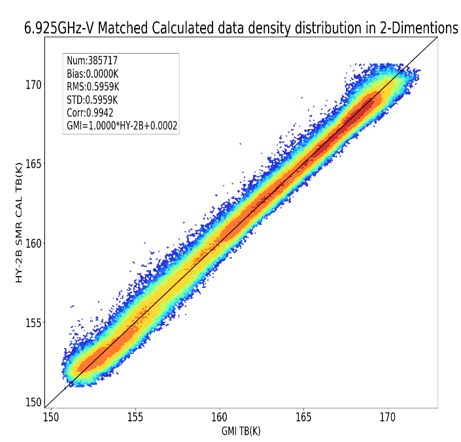 6.925GHz-V Matched Calculated data density distribution in 2-Dimentions
Num:385717
Bias:0.0000K
RMS:0.5959K
STD:0.5959K
Corr:0.9942
GMI=1.0000*HY-2B+0.0002
170
165
160
155
150
HY-2B SMR CAL TB(K)
150 155 160 165 170
GMI TB(K)